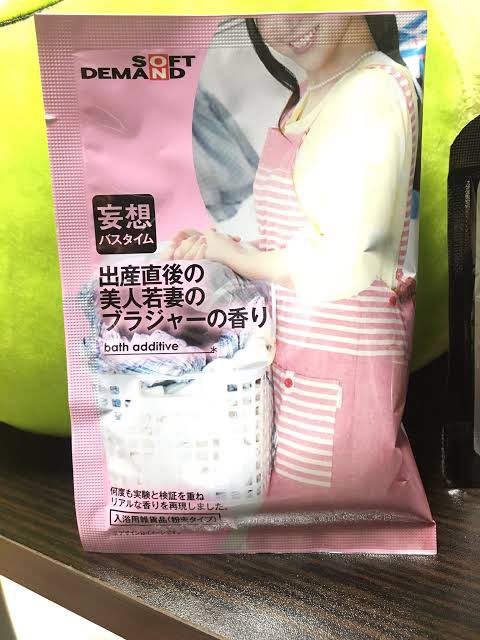 SOFT
DEMAND
ON
妄想
バスタイム
出産直後の
美人若妻の
ブラジャーの香り
bath additive *
何度も実験と検証を重ね
リアルな香りを再現しました。
入浴用雑貨品(粉末タイプ)